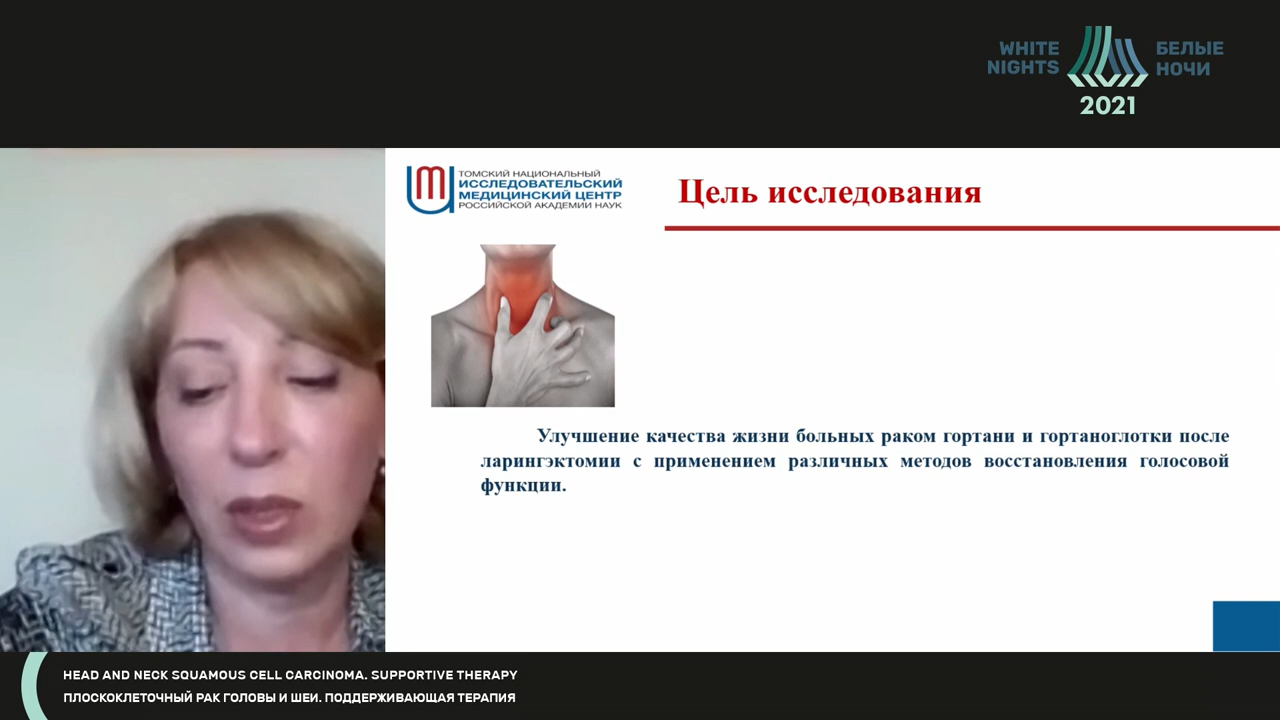 WHITE
NIGHTS
БЕЛЫЕ
НОЧИ
2021
ТОМСКИЙ НАЦИОНАЛЬНЫЙ
ИССЛЕДОВАТЕЛЬСКИЙ
МЕДИЦИНСКИЙ ЦЕНТР
РОССИЙСКОЙ АКАДЕМИИ НАУК
Цель исследования
Улучшение качества жизни больных раком гортани и гортаноглотки после
ларингэктомии с применением различных методов восстановления голосовой
функции.
HEAD AND NECK SQUAMOUS CELL CARCINOMA. SUPPORTIVE THERAPY
ПЛОСКОКЛЕТОЧНЫЙ РАК ГОЛОВЫ И ШЕИ. ПОДДЕРЖИВАЮЩАЯ ТЕРАПИЯ